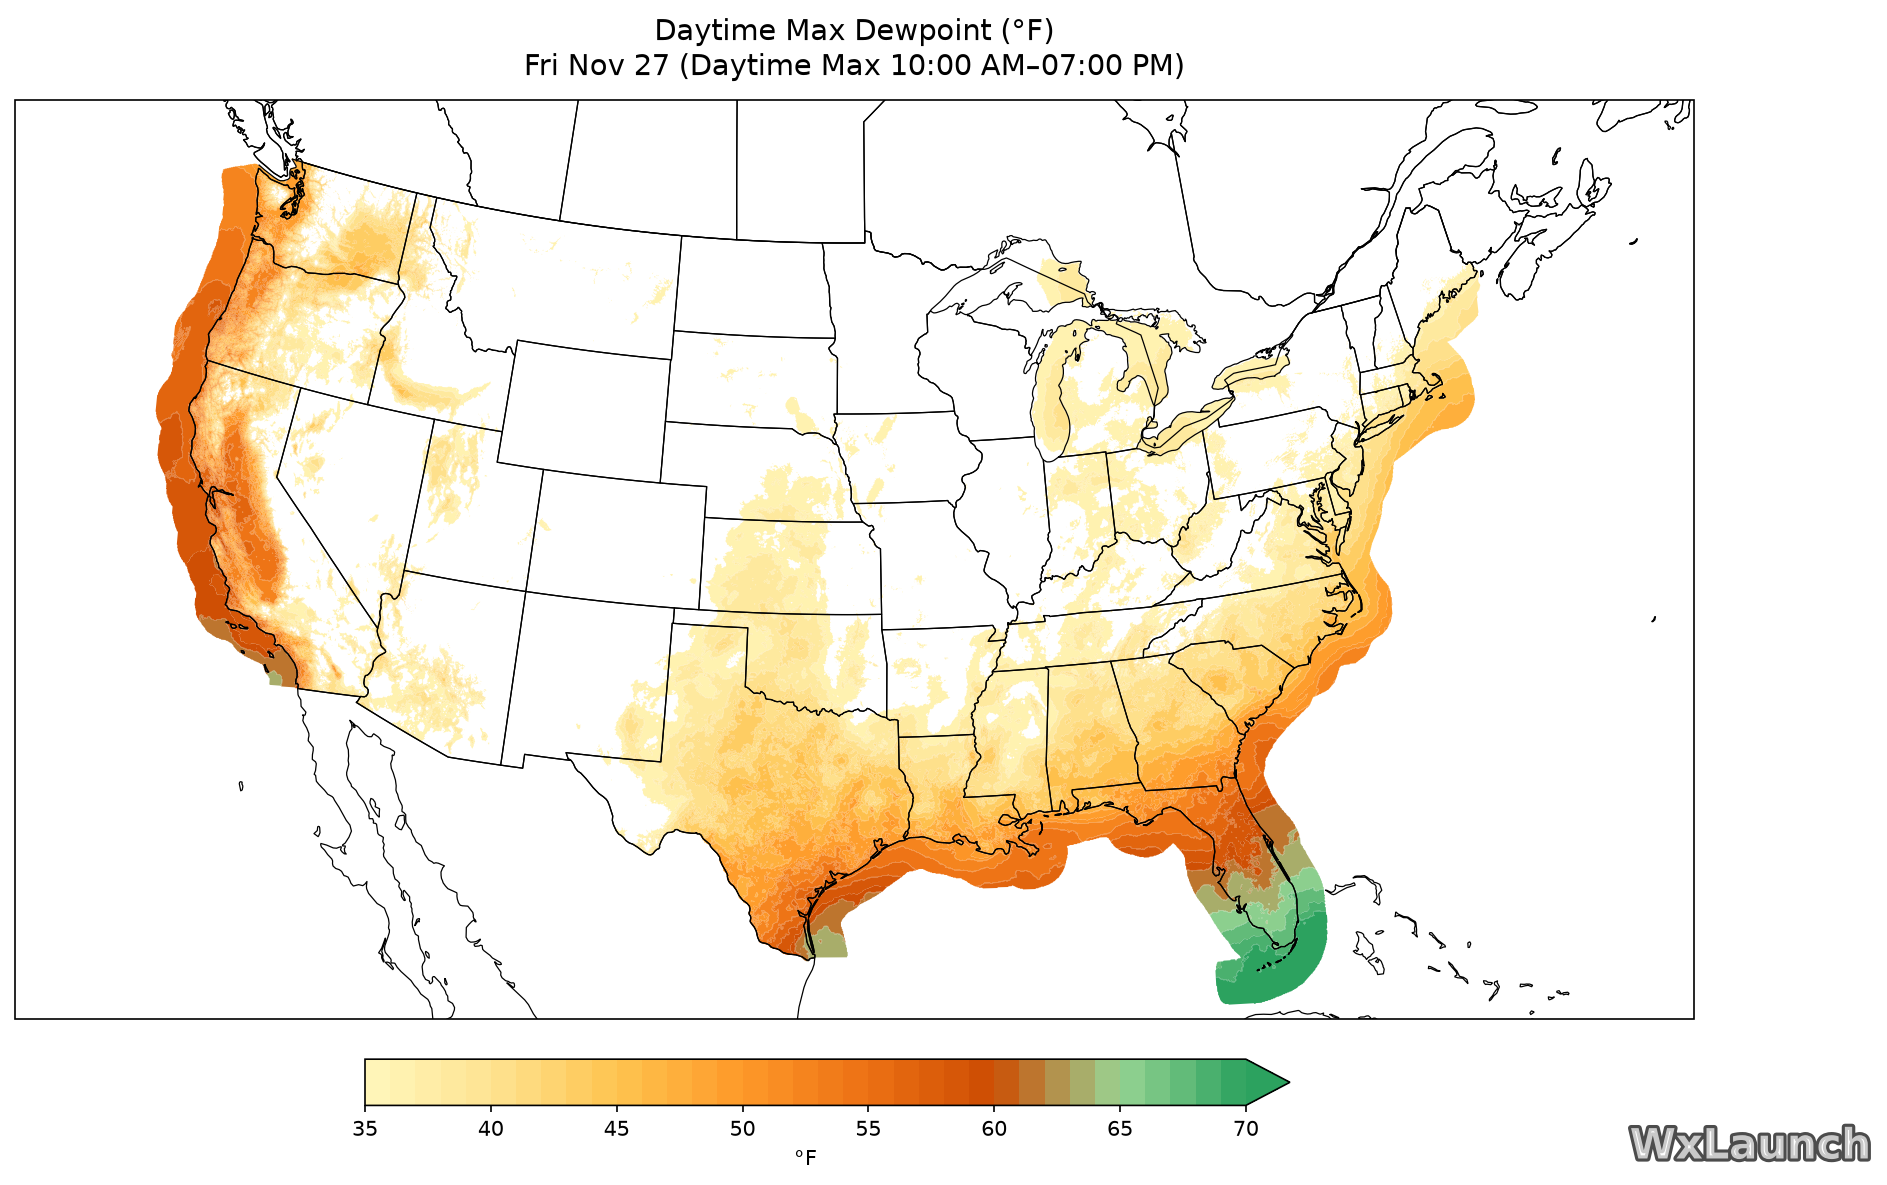 Daytime Max Dewpoint (°F)
Fri Nov 27 (Daytime Max 10:00 AM–07:00 PM)
35 40 45 50 55 60 65 70
°F
WxLaunch